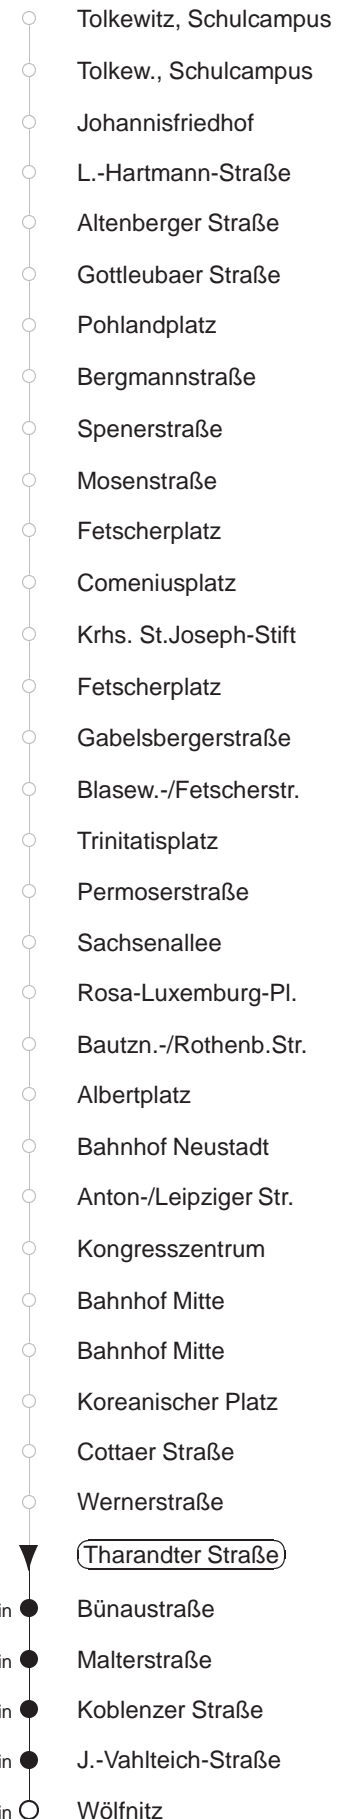 Tolkewitz, Schulcampus
Tolkew., Schulcampus
Johannisfriedhof
L.-Hartmann-Straße
Altenberger Straße
Gottleubaer Straße
Pohlandplatz
Bergmannstraße
Spenerstraße
Mosenstraße
Fetscherplatz
Comeniusplatz
Krhs. St.Joseph-Stift
Fetscherplatz
Gabelsbergerstraße
Blasew.-/Fetscherstr.
Trinitatisplatz
Permoserstraße
Sachsenallee
Rosa-Luxemburg-Pl.
Bautzn.-/Rothenb.Str.
Albertplatz
Bahnhof Neustadt
Anton-/Leipziger Str.
Kongresszentrum
Bahnhof Mitte
Bahnhof Mitte
Koreanischer Platz
Cottaer Straße
Wernerstraße
Tharandter Straße
Bünaustraße
Malterstraße
Koblenzer Straße
J.-Vahlteich-Straße
Wölfnitz